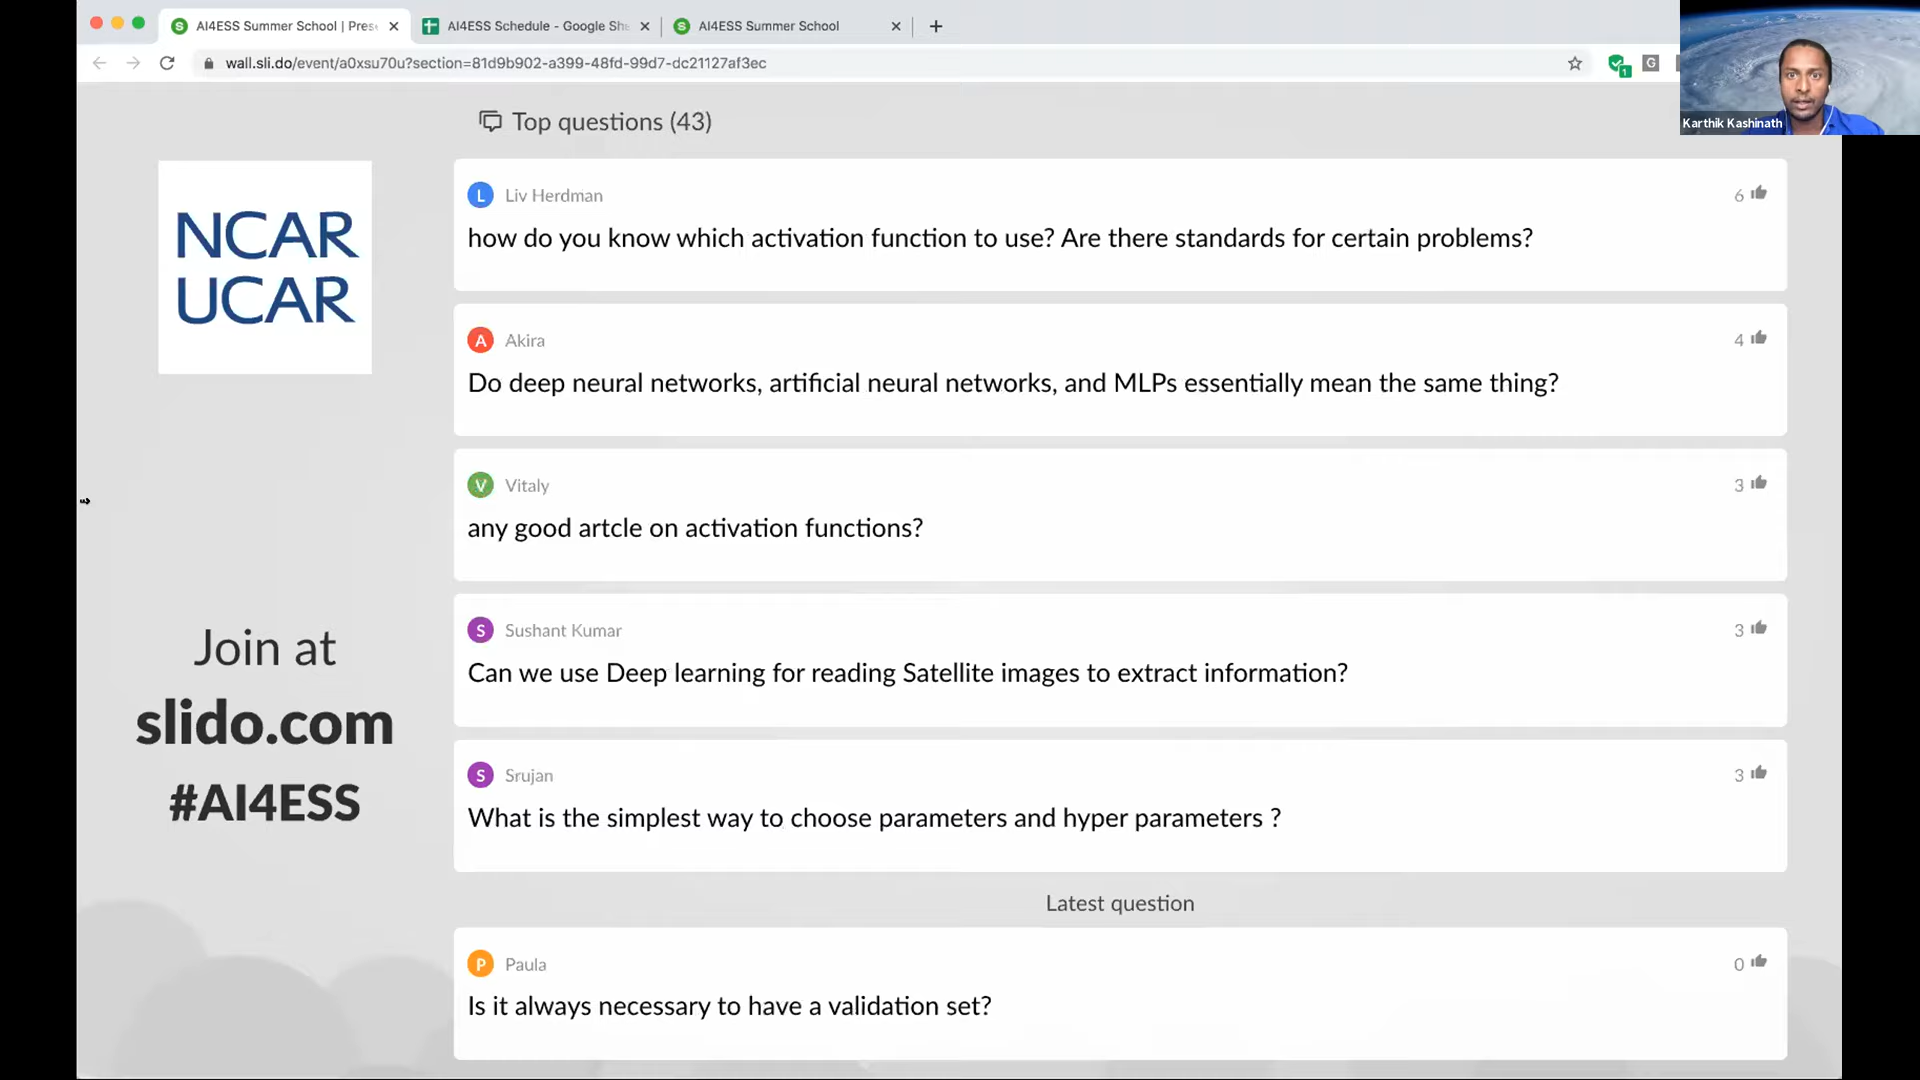 AI4ESS Summer School | Pres
AI4ESS Schedule - Google She
AI4ESS Summer School
wall.sli.do/event/a0xsu70u?section=81d9b902-a399-48fd-99d7-dc21127af3ec
1
G
Karthik Kashinath
Top questions (43)
NCAR
UCAR
L
Liv Herdman
6
how do you know which activation function to use? Are there standards for certain problems?
A
Akira
4
Do deep neural networks, artificial neural networks, and MLPs essentially mean the same thing?
V
Vitaly
3
any good artcle on activation functions?
S
Sushant Kumar
3
Can we use Deep learning for reading Satellite images to extract information?
S
Srujan
3
What is the simplest way to choose parameters and hyper parameters ?
Join at
slido.com
#AI4ESS
Latest question
P
Paula
0
Is it always necessary to have a validation set?